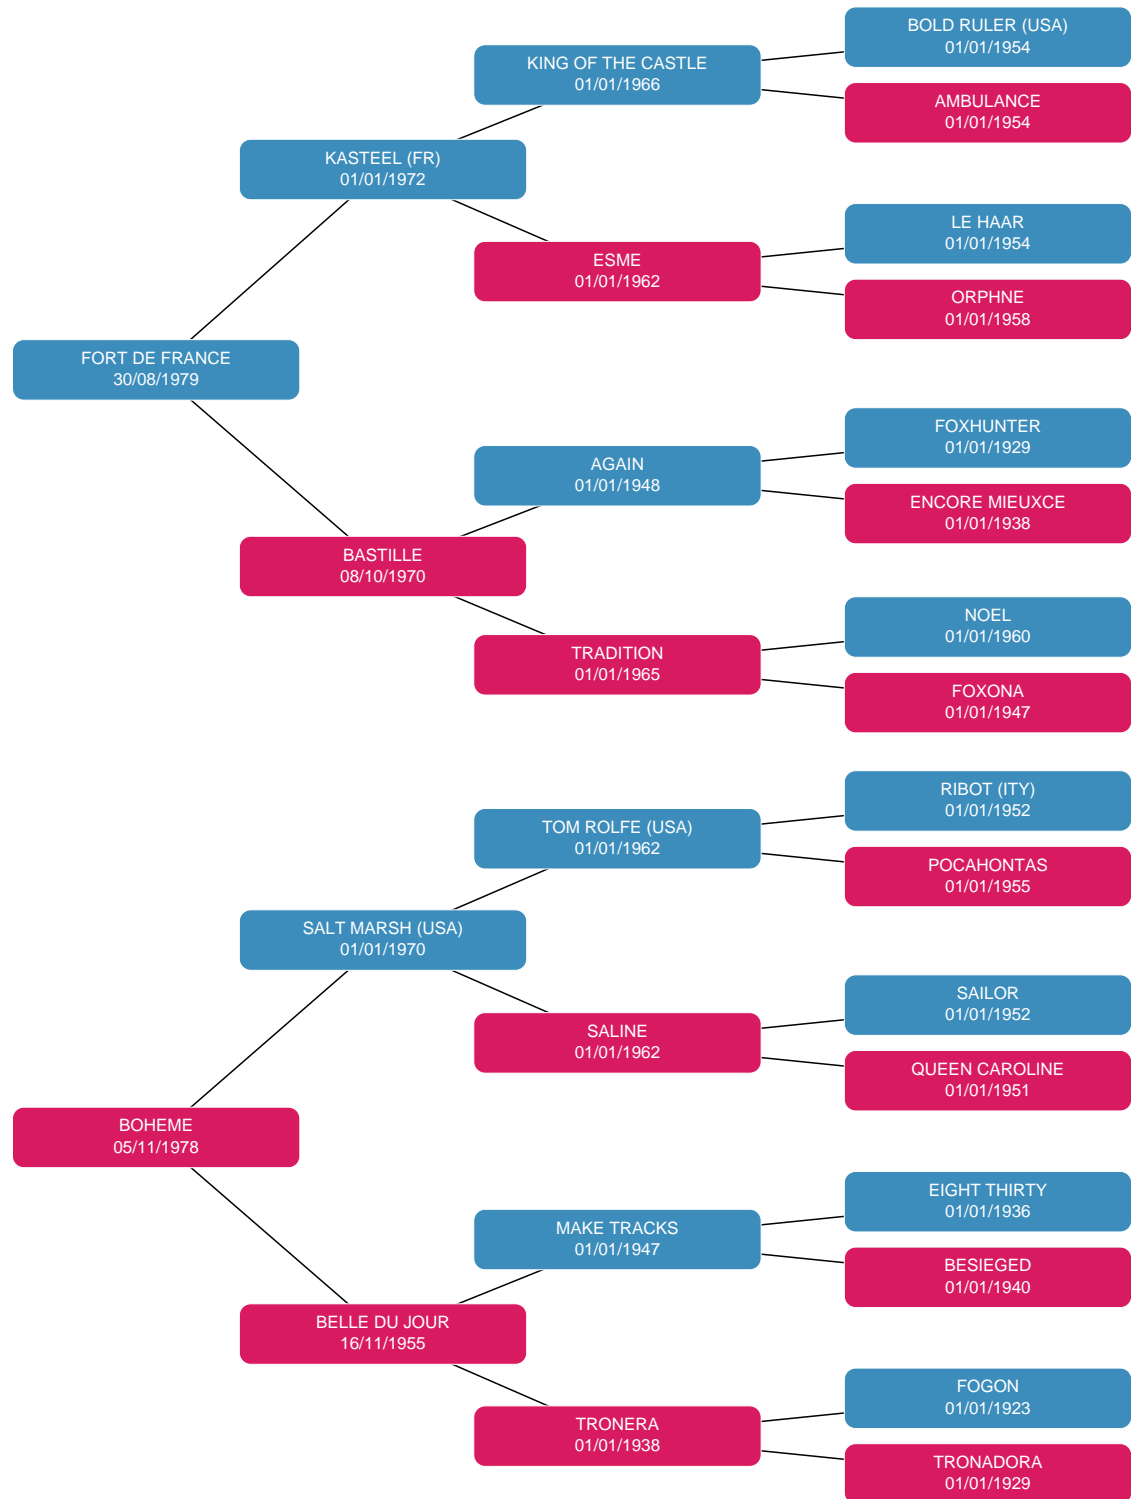 BOLD RULER (USA)
01/01/1954
KING OF THE CASTLE
01/01/1966
AMBULANCE
01/01/1954
KASTEEL (FR)
01/01/1972
LE HAAR
01/01/1954
ESME
01/01/1962
ORPHNE
01/01/1958
FORT DE FRANCE
30/08/1979
FOXHUNTER
01/01/1929
AGAIN
01/01/1948
ENCORE MIEUXCE
01/01/1938
BASTILLE
08/10/1970
NOEL
01/01/1960
TRADITION
01/01/1965
FOXONA
01/01/1947
RIBOT (ITY)
01/01/1952
TOM ROLFE (USA)
01/01/1962
POCAHONTAS
01/01/1955
SALT MARSH (USA)
01/01/1970
SAILOR
01/01/1952
SALINE
01/01/1962
QUEEN CAROLINE
01/01/1951
BOHEME
05/11/1978
EIGHT THIRTY
01/01/1936
MAKE TRACKS
01/01/1947
BESIEGED
01/01/1940
BELLE DU JOUR
16/11/1955
FOGON
01/01/1923
TRONERA
01/01/1938
TRONADORA
01/01/1929